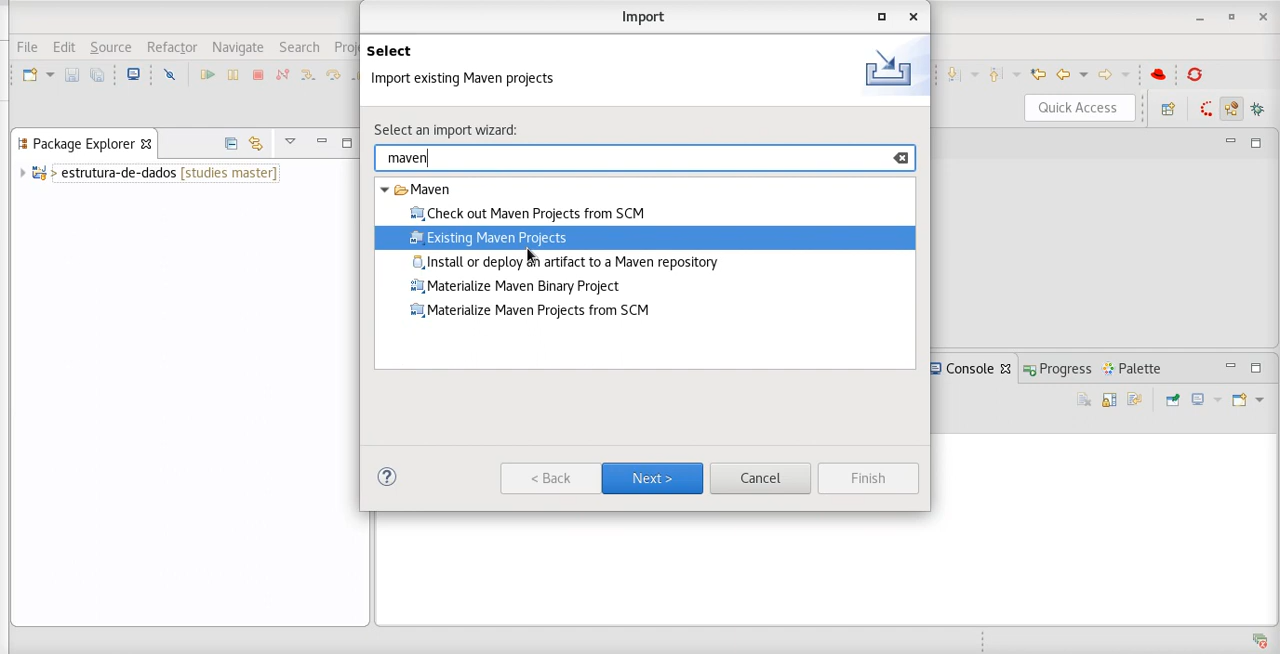 Import
Select
Import existing Maven projects
File Edit Source Refactor Navigate Search Proj
Quick Access
Package Explorer
> estrutura-de-dados [studies master]
Select an import wizard:
maven
Maven
Check out Maven Projects from SCM
Existing Maven Projects
Install or deploy an artifact to a Maven repository
Materialize Maven Binary Project
Materialize Maven Projects from SCM
Console Progress Palette
< Back Next > Cancel Finish